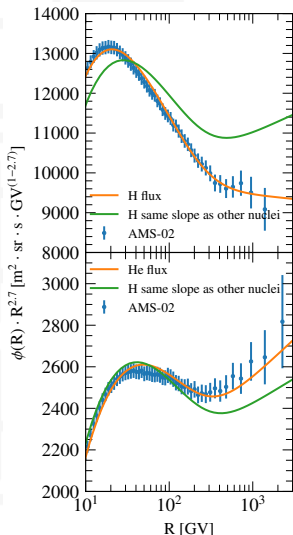 14000
13000
12000
11000
10000
9000
8000
H flux
H same slope as other nuclei
AMS-02
ϕ(R) · R^2.7 [m² · sr · s · GV^(1−2.7)]
He flux
H same slope as other nuclei
AMS-02
3000
2800
2600
2400
2200
2000
10^1 10^2 10^3
R [GV]